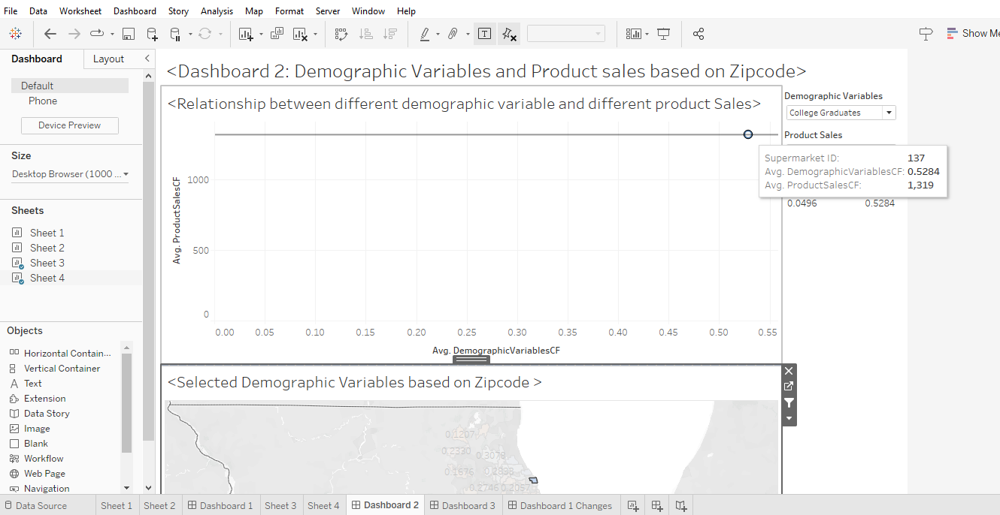 File Data Worksheet Dashboard Story Analysis Map Format Server Window Help
Show Me
Dashboard Layout
Default
Phone
Device Preview
Size
Desktop Browser (1000 ...
Sheets
Sheet 1
Sheet 2
Sheet 3
Sheet 4
Objects
Horizontal Contain...
Vertical Container
Text
Extension
Data Story
Image
Blank
Workflow
Web Page
Navigation
<Dashboard 2: Demographic Variables and Product sales based on Zipcode>
<Relationship between different demographic variable and different product Sales>
Avg. ProductSalesCF
1000
500
0
0.00 0.05 0.10 0.15 0.20 0.25 0.30 0.35 0.40 0.45 0.50 0.55
Avg. DemographicVariablesCF
Demographic Variables
College Graduates
Product Sales
Supermarket ID: 137
Avg. DemographicVariablesCF: 0.5284
Avg. ProductSalesCF: 1,319
0.0496 0.5284
<Selected Demographic Variables based on Zipcode >
0.1207
0.2330 0.3078
0.1676 0.2833
0.2746 0.2057
Data Source Sheet 1 Sheet 2 Dashboard 1 Sheet 3 Sheet 4 Dashboard 2 Dashboard 3 Dashboard 1 Changes